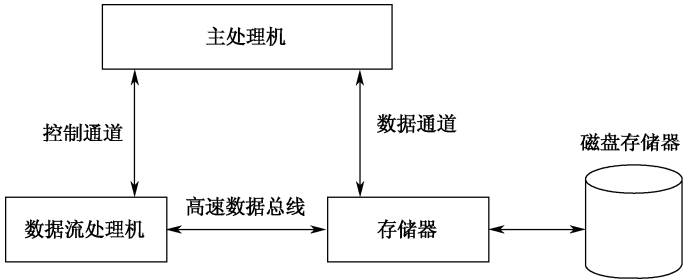 主处理机
控制通道
数据通道
磁盘存储器
高速数据总线
数据流处理机
存储器